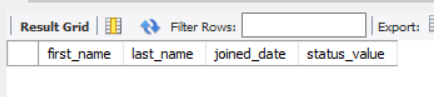 Result Grid Filter Rows: Export:
first_name last_name joined_date status_value